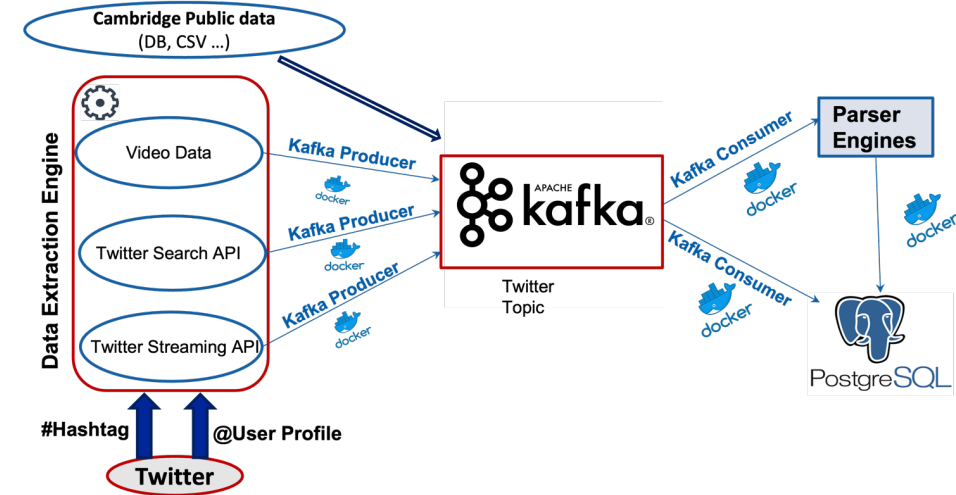 Cambridge Public data
(DB, CSV ...)
Data Extraction Engine
Video Data
Twitter Search API
Twitter Streaming API
Kafka Producer
docker
Kafka Producer
docker
Kafka Producer
docker
APACHE
kafka®
Twitter
Topic
Kafka Consumer
docker
Kafka Consumer
docker
Parser
Engines
docker
PostgreSQL
#Hashtag
@User Profile
Twitter